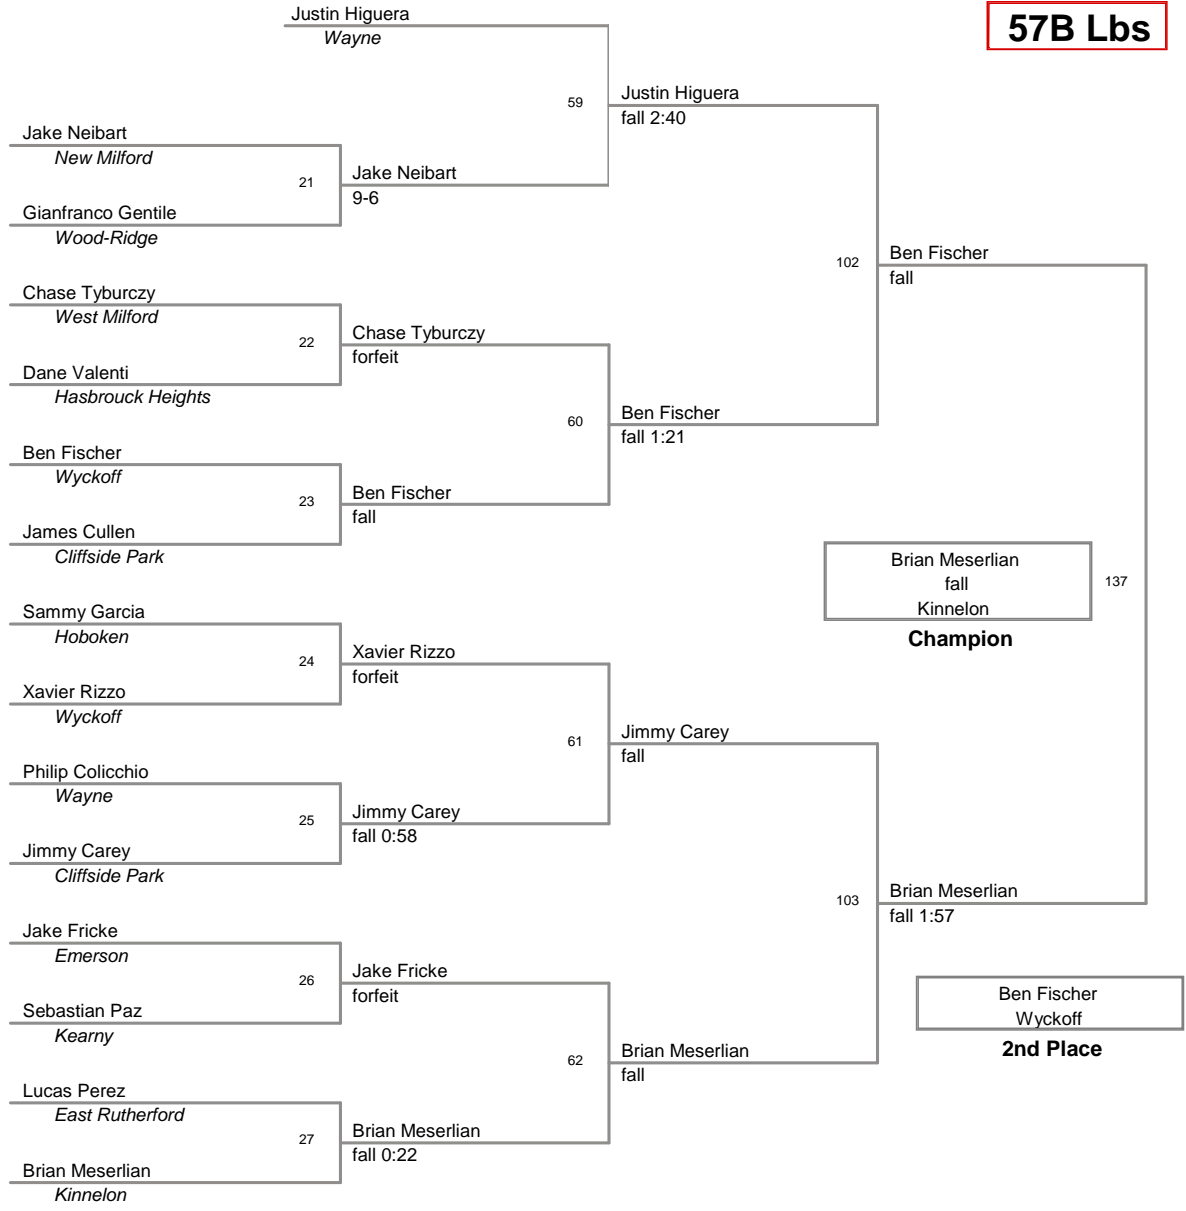 Justin Higuera
Wayne
57B Lbs
59
Justin Higuera
fall 2:40
Jake Neibart
New Milford
21
Jake Neibart
9-6
Gianfranco Gentile
Wood-Ridge
102
Ben Fischer
fall
Chase Tyburczy
West Milford
22
Chase Tyburczy
forfeit
Dane Valenti
Hasbrouck Heights
60
Ben Fischer
fall 1:21
Ben Fischer
Wyckoff
23
Ben Fischer
fall
James Cullen
Cliffside Park
Brian Meserlian
fall
Kinnelon
137
Champion
Sammy Garcia
Hoboken
24
Xavier Rizzo
forfeit
Xavier Rizzo
Wyckoff
61
Jimmy Carey
fall
Philip Colicchio
Wayne
25
Jimmy Carey
fall 0:58
Jimmy Carey
Cliffside Park
103
Brian Meserlian
fall 1:57
Jake Fricke
Emerson
26
Jake Fricke
forfeit
Sebastian Paz
Kearny
Ben Fischer
Wyckoff
2nd Place
62
Brian Meserlian
fall
Lucas Perez
East Rutherford
27
Brian Meserlian
fall 0:22
Brian Meserlian
Kinnelon